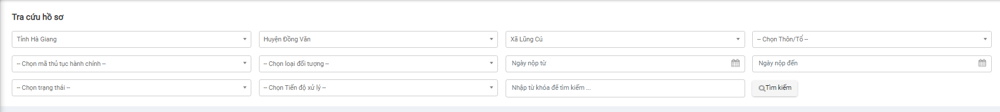 Tra cứu hồ sơ
Tỉnh Hà Giang
Huyện Đồng Văn
Xã Lũng Cú
-- Chọn Thôn/Tổ --
-- Chọn mã thủ tục hành chính --
-- Chọn loại đối tượng --
Ngày nộp từ
Ngày nộp đến
-- Chọn trạng thái --
-- Chọn Tiến độ xử lý --
Nhập từ khóa để tìm kiếm ...
Tìm kiếm